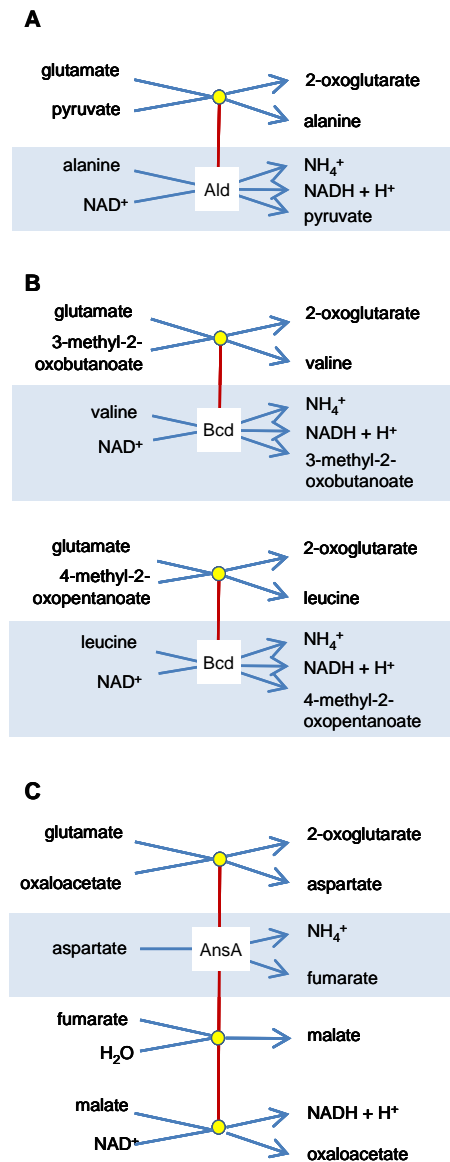 A
glutamate
2-oxoglutarate
pyruvate
alanine
alanine
NH₄⁺
Ald
NADH + H⁺
NAD⁺
pyruvate
B
glutamate
2-oxoglutarate
3-methyl-2-
oxobutanoate
valine
valine
NH₄⁺
Bcd
NADH + H⁺
NAD⁺
3-methyl-2-
oxobutanoate
glutamate
2-oxoglutarate
4-methyl-2-
oxopentanoate
leucine
leucine
NH₄⁺
Bcd
NADH + H⁺
NAD⁺
4-methyl-2-
oxopentanoate
C
glutamate
2-oxoglutarate
oxaloacetate
aspartate
aspartate
AnsA
NH₄⁺
fumarate
fumarate
H₂O
malate
malate
NADH + H⁺
NAD⁺
oxaloacetate